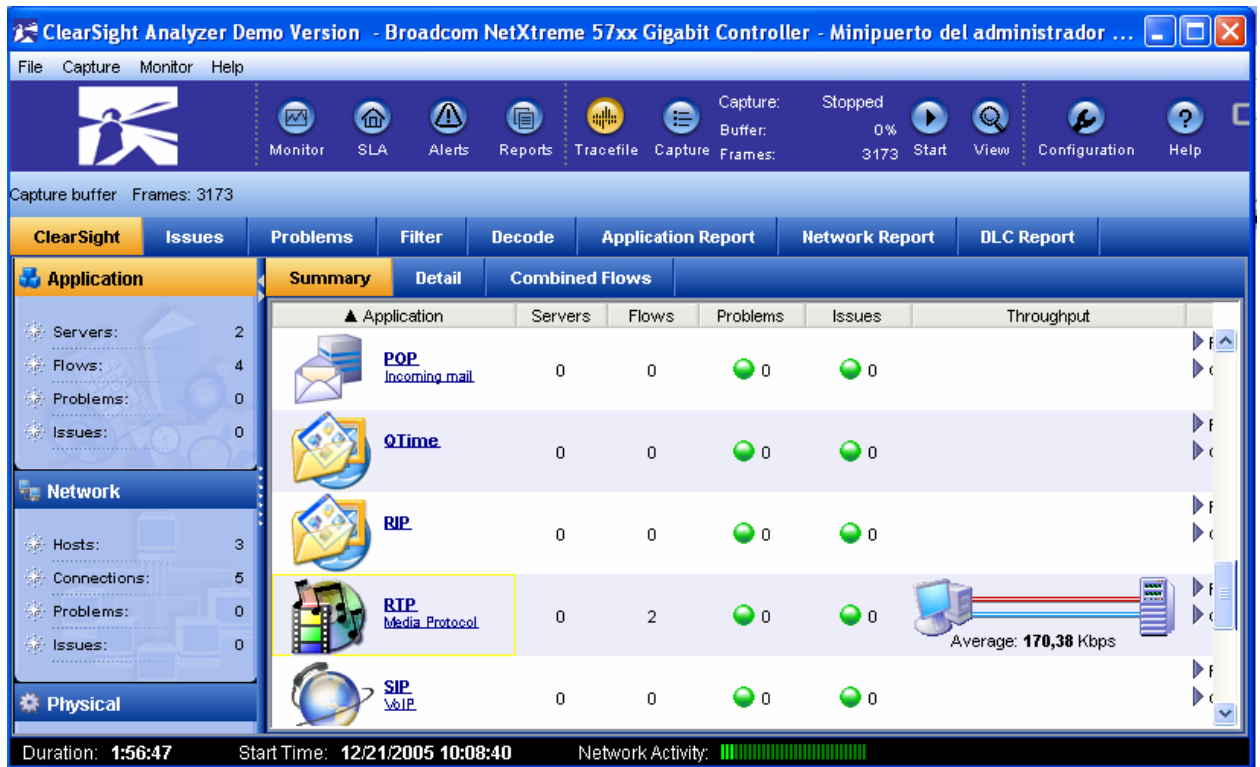 ClearSight Analyzer Demo Version - Broadcom NetXtreme 57xx Gigabit Controller - Minipuerto del administrador ...
File Capture Monitor Help
Monitor SLA Alerts Reports Tracefile Capture
Capture: Stopped
Buffer: 0%
Frames: 3173
Start View Configuration Help
Capture buffer Frames: 3173
ClearSight Issues Problems Filter Decode Application Report Network Report DLC Report
Application
Servers: 2
Flows: 4
Problems: 0
Issues: 0
Network
Hosts: 3
Connections: 5
Problems: 0
Issues: 0
Physical
Summary Detail Combined Flows
▲ Application Servers Flows Problems Issues Throughput
POP 0 0 0 0
Incoming mail
QTime 0 0 0 0
RIP 0 0 0 0
RTP 0 2 0 0
Media Protocol
Average: 170,38 Kbps
SIP 0 0 0 0
VoIP
Duration: 1:56:47 Start Time: 12/21/2005 10:08:40 Network Activity: